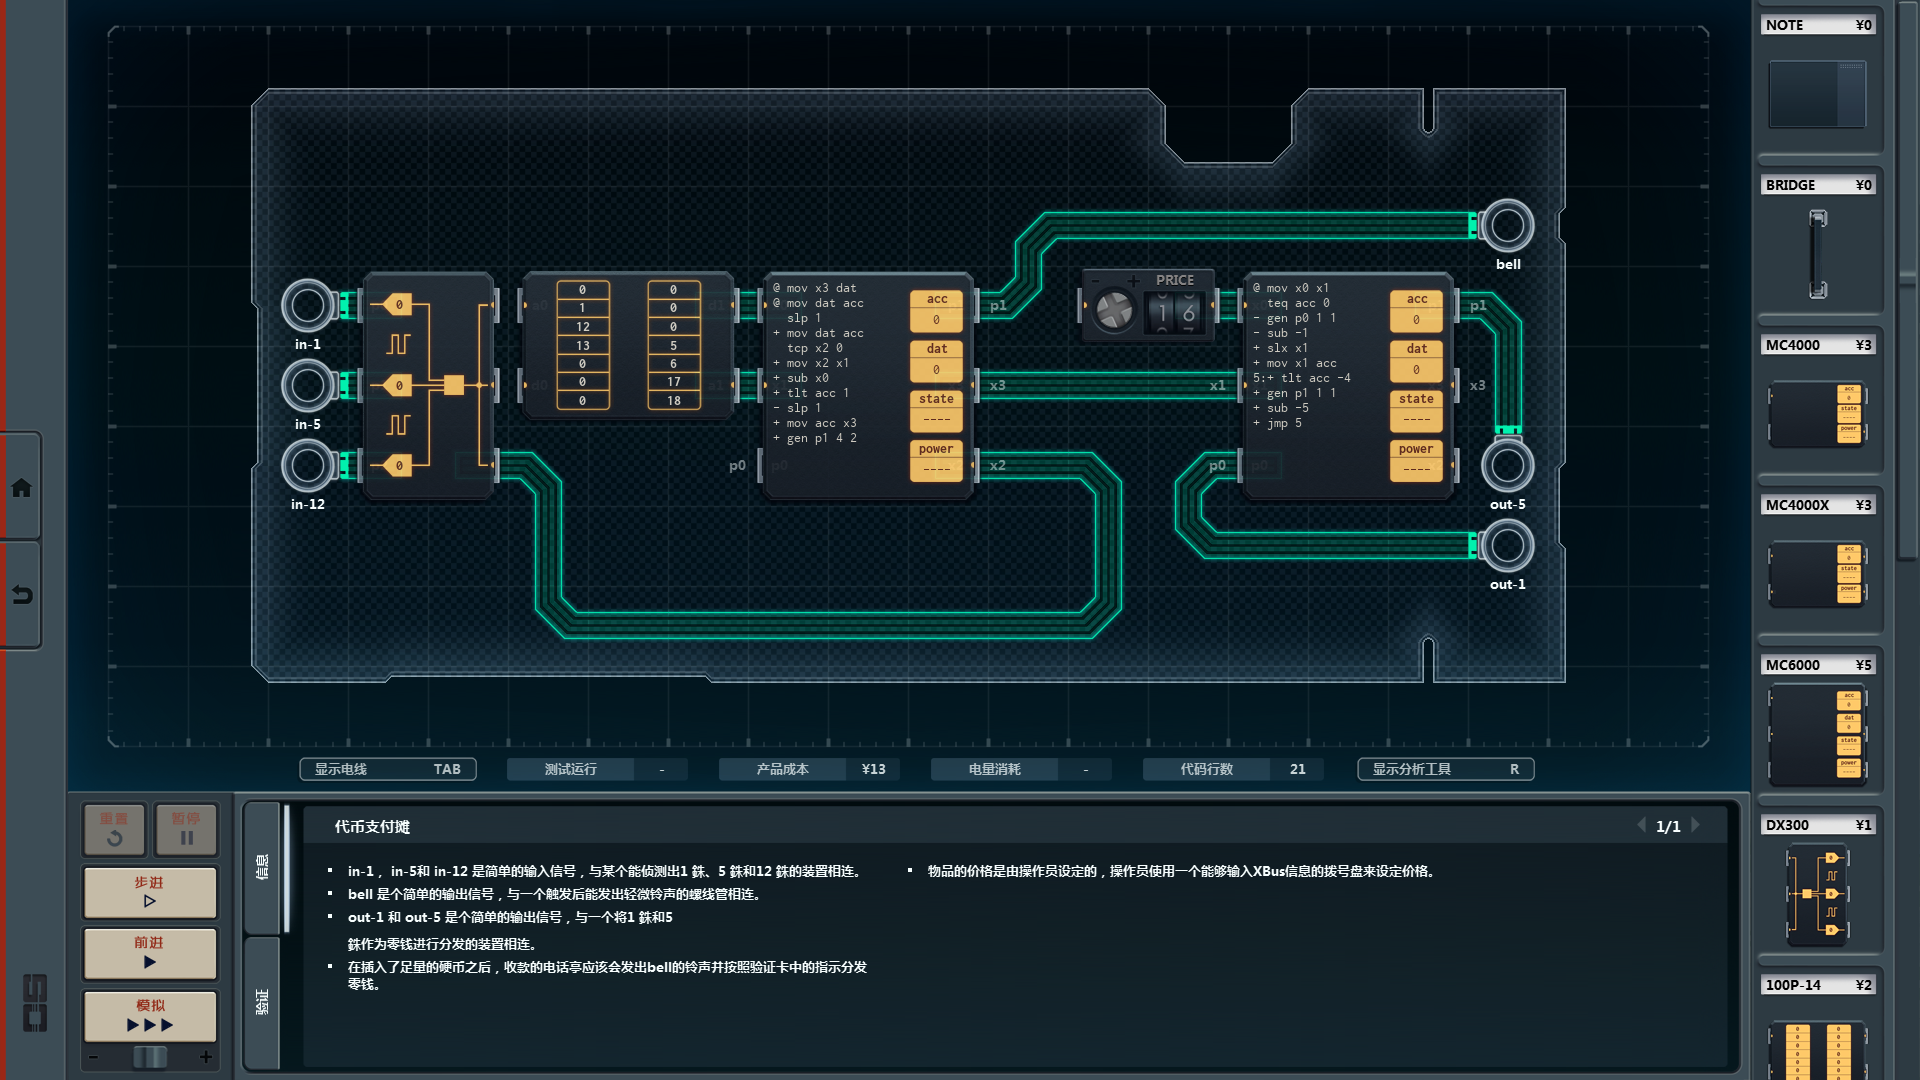 NOTE ¥0
BRIDGE ¥0
MC4000 ¥3
MC4000X ¥3
MC6000 ¥5
DX300 ¥1
100P-14 ¥2
in-1
in-5
in-12
0
0
0
0
1
12
13
0
0
0
0
0
0
5
6
17
18
@ mov x3 dat
@ mov dat acc
slp 1
+ mov dat acc
tcp x2 0
+ mov x2 x1
+ sub x0
+ tlt acc 1
- slp 1
+ mov acc x3
+ gen p1 4 2
acc
0
dat
0
state
----
power
----
p0
p1
x3
x2
PRICE
- +
1 6
@ mov x0 x1
teq acc 0
- gen p0 1 1
- sub -1
+ slx x1
+ mov x1 acc
5:+ tlt acc -4
+ gen p1 1 1
+ sub -5
+ jmp 5
acc
0
dat
0
state
----
power
----
x1
p0
p1
x3
bell
out-5
out-1
显示电线 TAB
测试运行 -
产品成本 ¥13
电量消耗 -
代码行数 21
显示分析工具 R
重置
暂停
步进
前进
模拟
- +
信息
验证
代币支付摊
1/1
▪ in-1， in-5和 in-12 是简单的输入信号，与某个能侦测出1 銖、5 銖和12 銖的装置相连。
▪ bell 是个简单的输出信号，与一个触发后能发出轻微铃声的螺线管相连。
▪ out-1 和 out-5 是个简单的输出信号，与一个将1 銖和5
銖作为零钱进行分发的装置相连。
▪ 在插入了足量的硬币之后，收款的电话亭应该会发出bell的铃声并按照验证卡中的指示分发
零钱。
▪ 物品的价格是由操作员设定的，操作员使用一个能够输入XBus信息的拨号盘来设定价格。